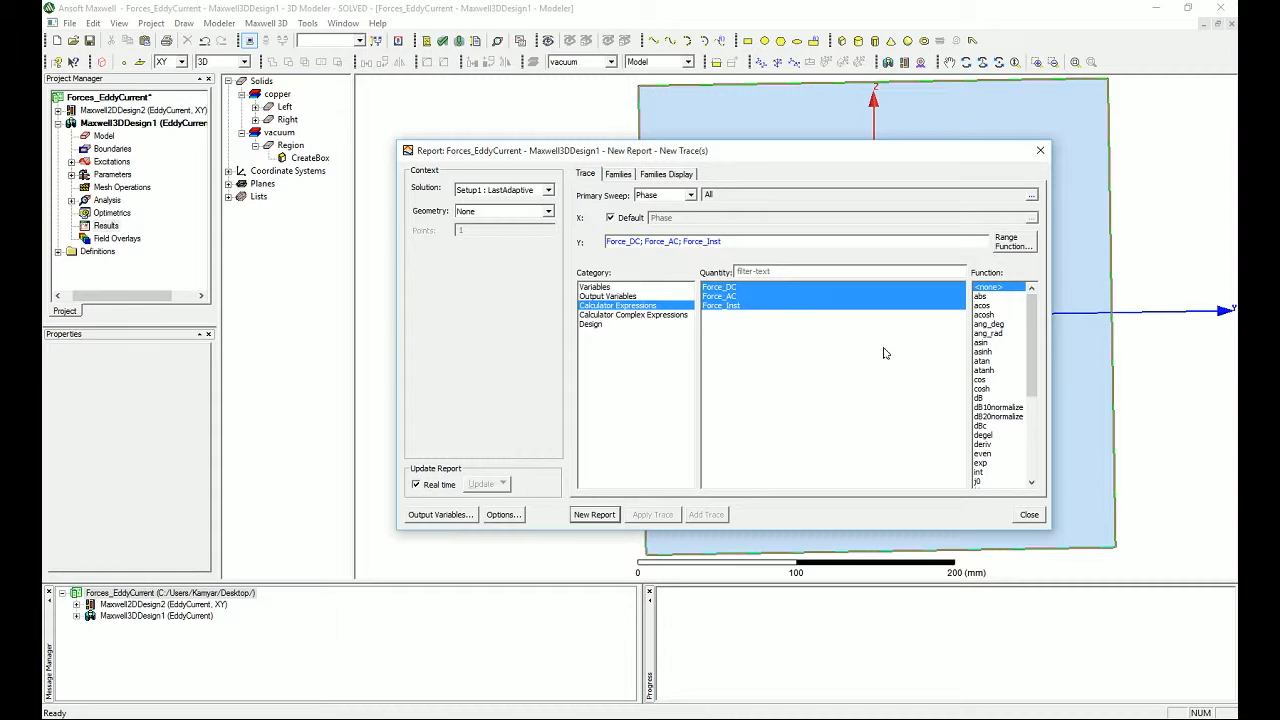 Ansoft Maxwell - Forces_EddyCurrent - Maxwell3DDesign1 - 3D Modeler - SOLVED - [Forces_EddyCurrent - Maxwell3DDesign1 - Modeler]
File Edit View Project Draw Modeler Maxwell 3D Tools Window Help
XY 3D vacuum Model
Project Manager
Forces_EddyCurrent*
Maxwell2DDesign2 (EddyCurrent, XY)
Maxwell3DDesign1 (EddyCurren
Model
Boundaries
Excitations
Parameters
Mesh Operations
Analysis
Optimetrics
Results
Field Overlays
Definitions
Project
Properties
Solids
copper
Left
Right
vacuum
Region
CreateBox
Coordinate Systems
Planes
Lists
Z
Y
Report: Forces_EddyCurrent - Maxwell3DDesign1 - New Report - New Trace(s)
Context
Solution: Setup1 : LastAdaptive
Geometry: None
Points: 1
Update Report
Real time Update
Output Variables... Options...
Trace Families Families Display
Primary Sweep: Phase All ...
X: Default Phase ...
Y: Force_DC; Force_AC; Force_Inst
Range Function...
Category:
Variables
Output Variables
Calculator Expressions
Calculator Complex Expressions
Design
Quantity: filter-text
Force_DC
Force_AC
Force_Inst
Function:
<none>
abs
acos
acosh
ang_deg
ang_rad
asin
asinh
atan
atanh
cos
cosh
dB
dB10normalize
dB20normalize
dBc
degel
deriv
even
exp
int
j0
New Report Apply Trace Add Trace Close
0 100 200 (mm)
Message Manager
Forces_EddyCurrent (C:/Users/Kamyar/Desktop/)
Maxwell2DDesign2 (EddyCurrent, XY)
Maxwell3DDesign1 (EddyCurrent)
Progress
Ready
NUM